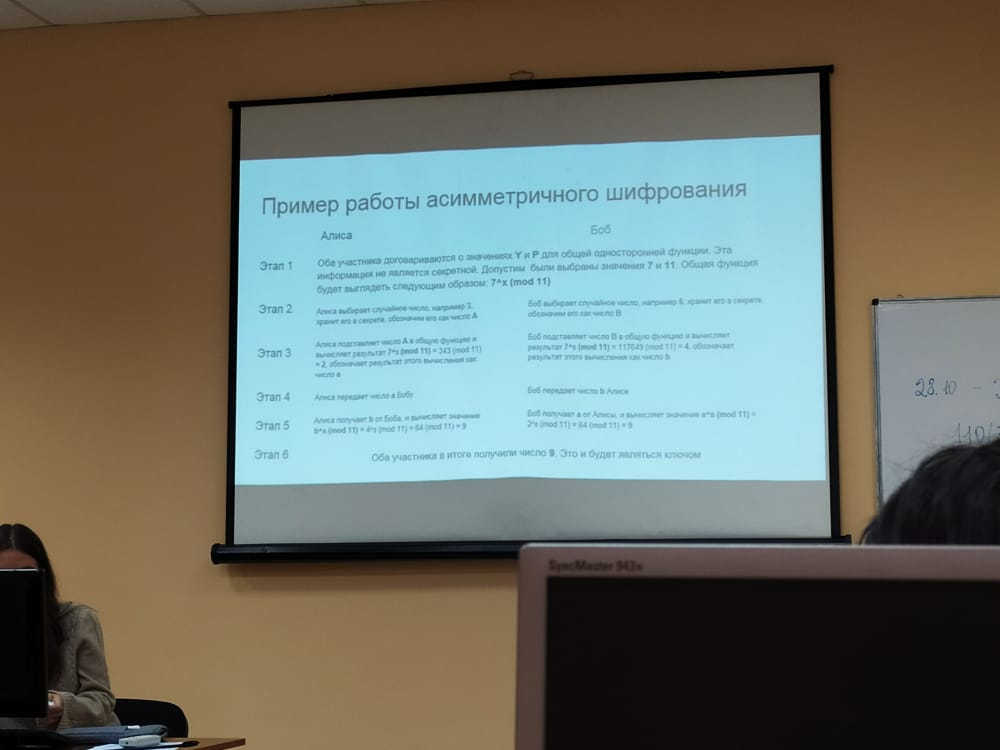 Пример работы асимметричного шифрования
Алиса
Боб
Этап 1
Оба участника договариваются о значениях Y и P для общей односторонней функции. Эта
информация не является секретной. Допустим были выбраны значения 7 и 11. Общая функция
будет выглядеть следующим образом: 7^x (mod 11)
Этап 2
Алиса выбирает случайное число, например 3,
хранит его в секрете, обозначим его как число A
Боб выбирает случайное число, например 6, хранит его в секрете,
обозначим его как число B
Этап 3
Алиса подставляет число A в общую функцию и
вычисляет результат 7^з (mod 11) = 343 (mod 11)
= 2, обозначает результат этого вычисления как
число a
Боб подставляет число B в общую функцию и вычисляет
результат (mod 11) = 117649 (mod 11) = 4, обозначает
результат этого вычисления как число b
Этап 4
Алиса передает число a Бобу
Боб передает число b Алисе
Этап 5
Алиса получает b от Боба, и вычисляет значение
(mod 11) = (mod 11) = 64 (mod 11) = 9
Боб получает a от Алисы, и вычисляет значение (mod 11) =
(mod 11) = 64 (mod 11) = 9
Этап 6
Оба участника в итоге получили число 9. Это и будет являться ключом
28.10 -
110/
SyncMaster 943n